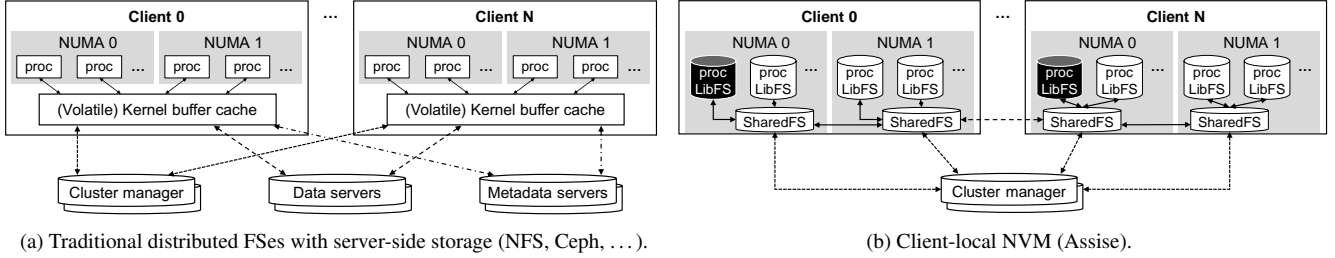 Client 0
...
Client N
NUMA 0
NUMA 1
NUMA 0
NUMA 1
proc
proc
...
proc
proc
...
proc
proc
...
proc
proc
...
(Volatile) Kernel buffer cache
(Volatile) Kernel buffer cache
Cluster manager
Data servers
Metadata servers
(a) Traditional distributed FSes with server-side storage (NFS, Ceph, . . . ).
Client 0
...
Client N
NUMA 0
NUMA 1
NUMA 0
NUMA 1
proc
LibFS
proc
LibFS
...
proc
LibFS
proc
LibFS
...
proc
LibFS
proc
LibFS
...
proc
LibFS
proc
LibFS
...
SharedFS
SharedFS
SharedFS
SharedFS
Cluster manager
(b) Client-local NVM (Assise).